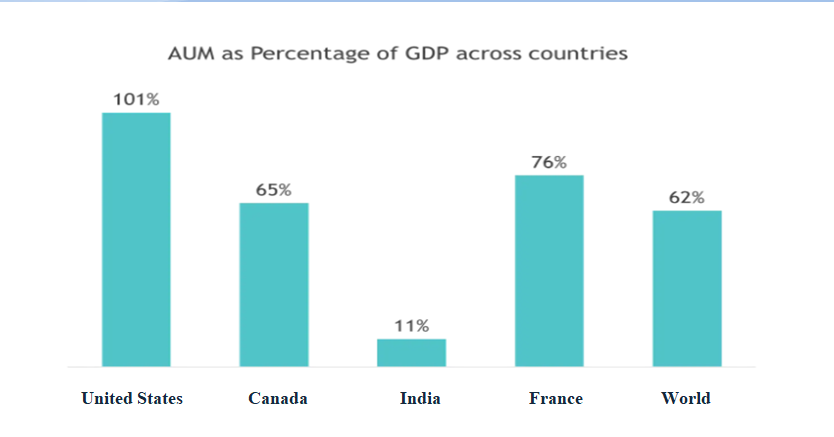 AUM as Percentage of GDP across countries
101%
65%
11%
76%
62%
United States
Canada
India
France
World